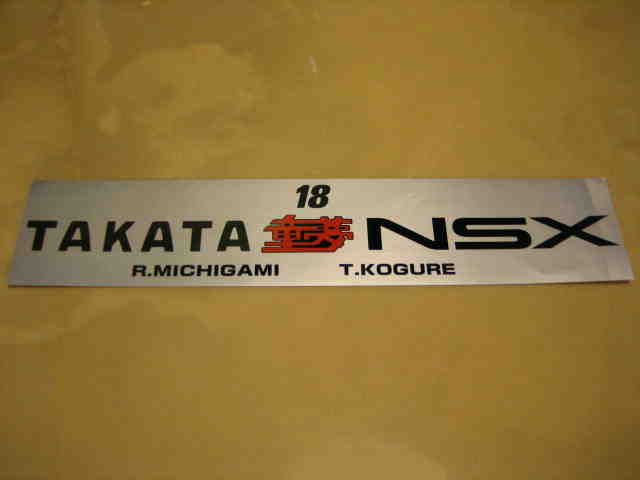 18
TAKATA 童夢 NSX
R.MICHIGAMI T.KOGURE